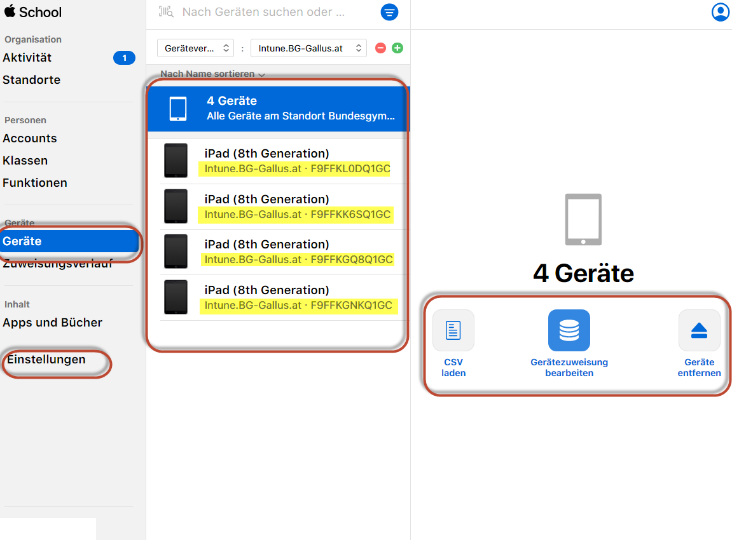 School
Organisation
Aktivität 1
Standorte
Personen
Accounts
Klassen
Funktionen
Geräte
Geräte
Zuweisungsverlauf
Inhalt
Apps und Bücher
Einstellungen
Nach Geräten suchen oder ...
Gerätever... : Intune.BG-Gallus.at
Nach Name sortieren
4 Geräte
Alle Geräte am Standort Bundesgym...
iPad (8th Generation)
Intune.BG-Gallus.at · F9FFKL0DQ1GC
iPad (8th Generation)
Intune.BG-Gallus.at · F9FFKK6SQ1GC
iPad (8th Generation)
Intune.BG-Gallus.at · F9FFKGQ8Q1GC
iPad (8th Generation)
Intune.BG-Gallus.at · F9FFKGNKQ1GC
4 Geräte
CSV
laden
Gerätezuweisung
bearbeiten
Geräte
entfernen